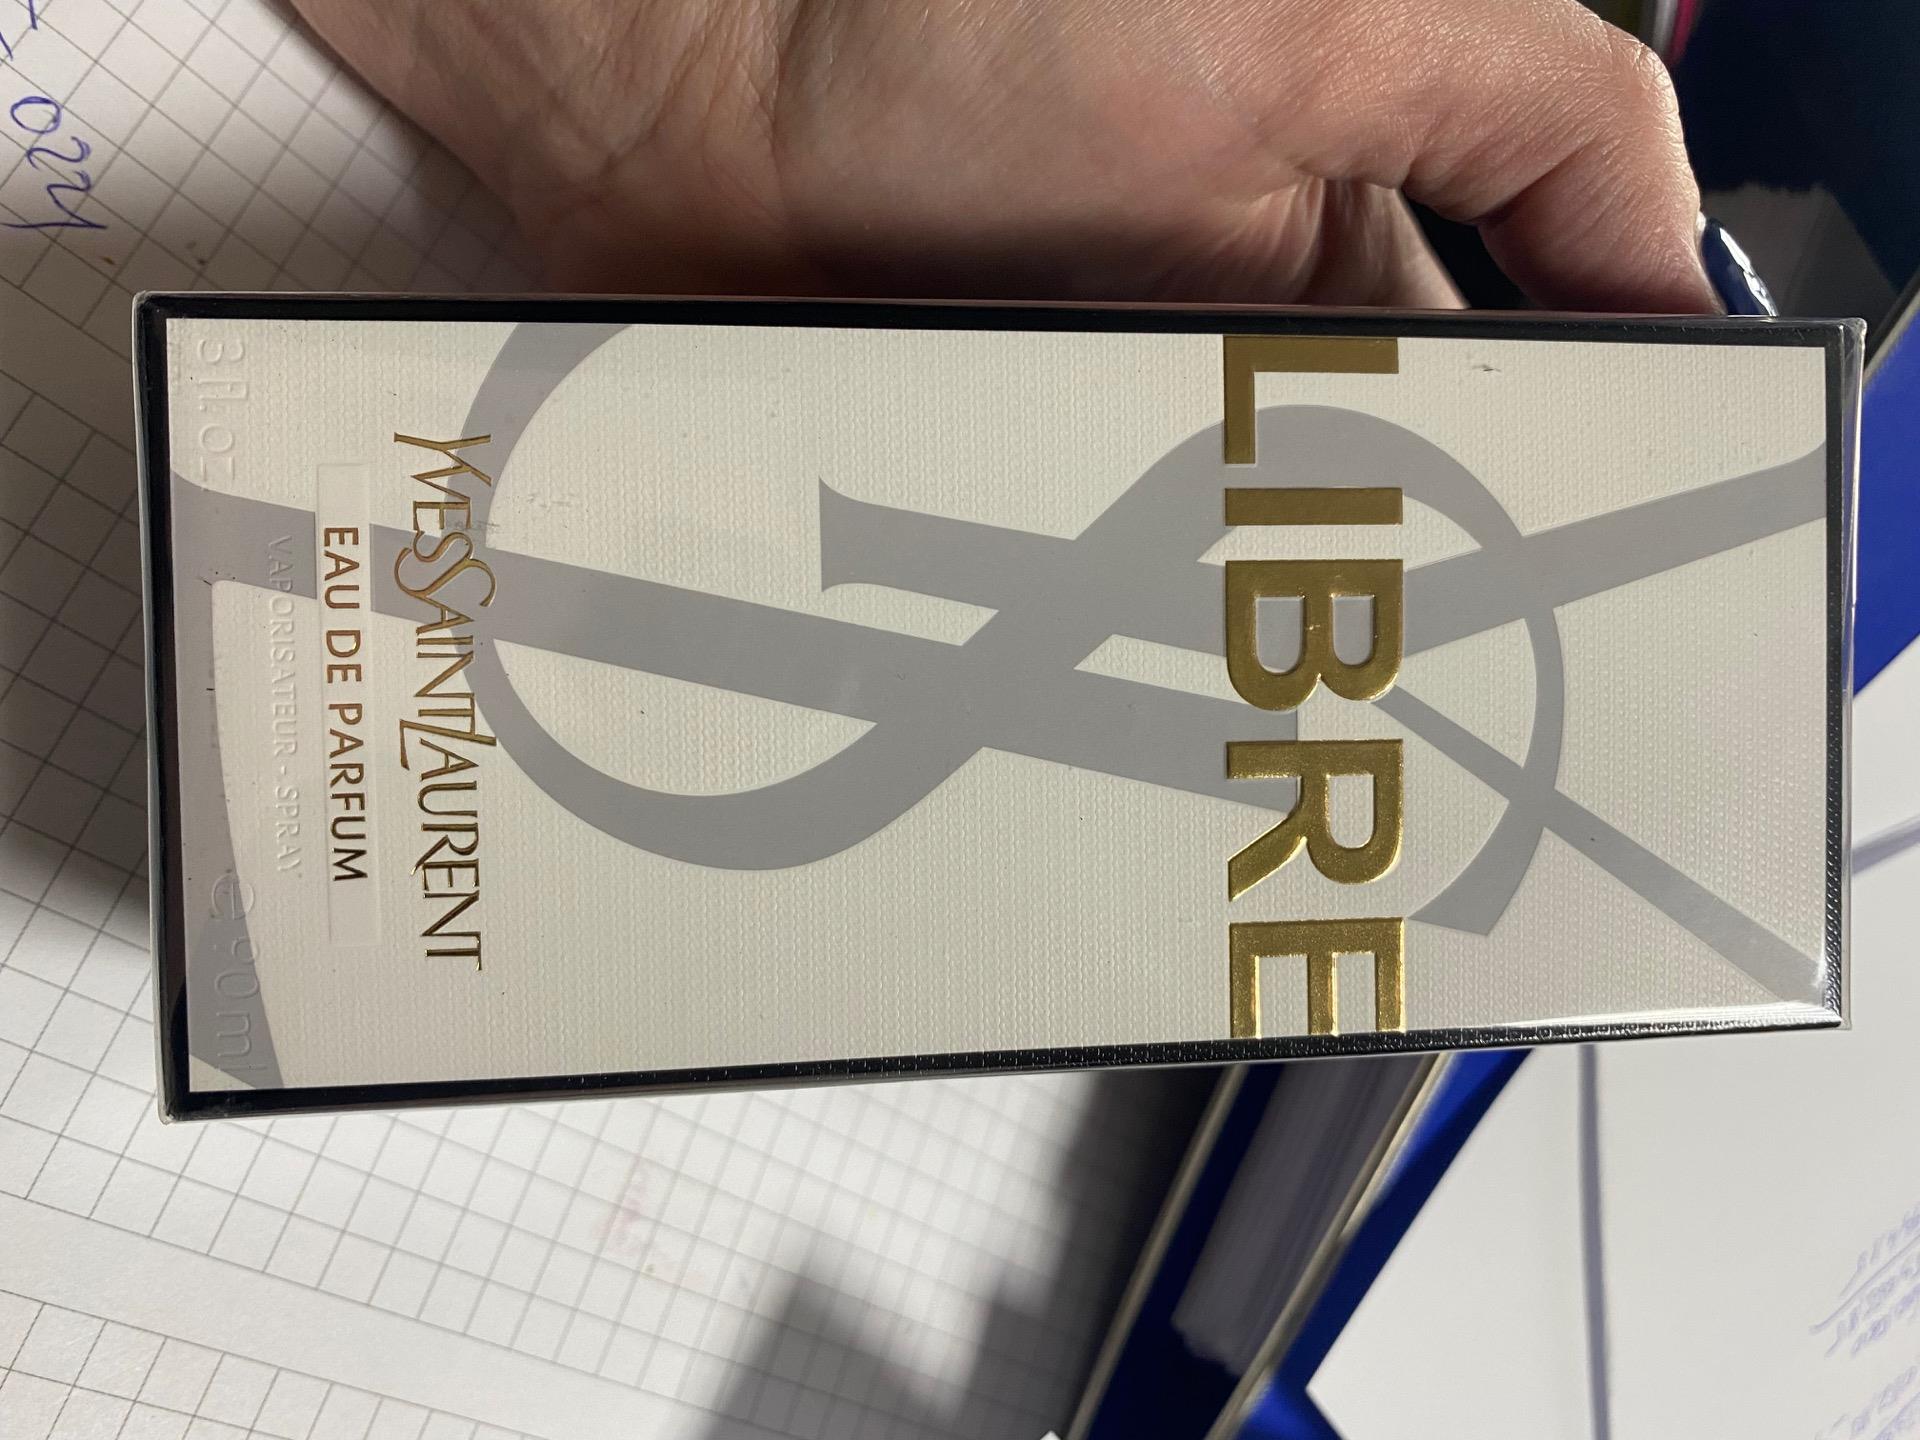 LIBRE
YVESSAINTLAURENT
EAU DE PARFUM
VAPORISATEUR - SPRAY
3 fl.oz e 90ml